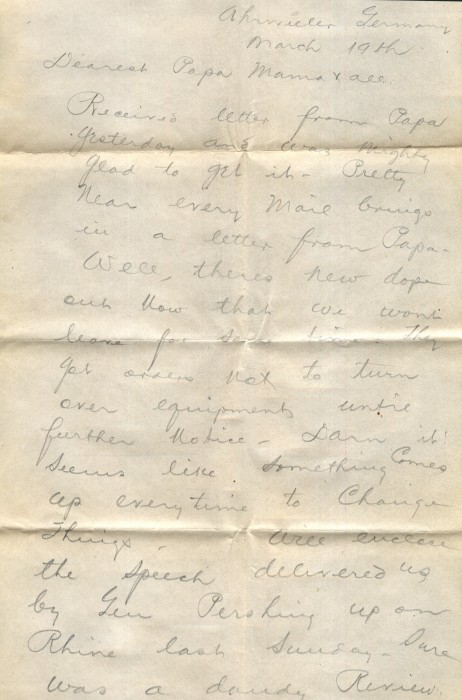 Ahrweiler Germany
March 19th
Dearest Papa Mama & all.
Received letter from Papa
yesterday and was mighty
glad to get it - Pretty
Near every Mail brings
in a letter from Papa -
Well, theres New dope
out Now that we wont
leave for some time - They
got orders Not to turn
over equipments until
further Notice - Darn it
Seems like something Comes
up everytime to Change
Things. Will enclose
the speech delivered us
by Gen Pershing up on
Rhine last Sunday - Sure
was a dandy Review.